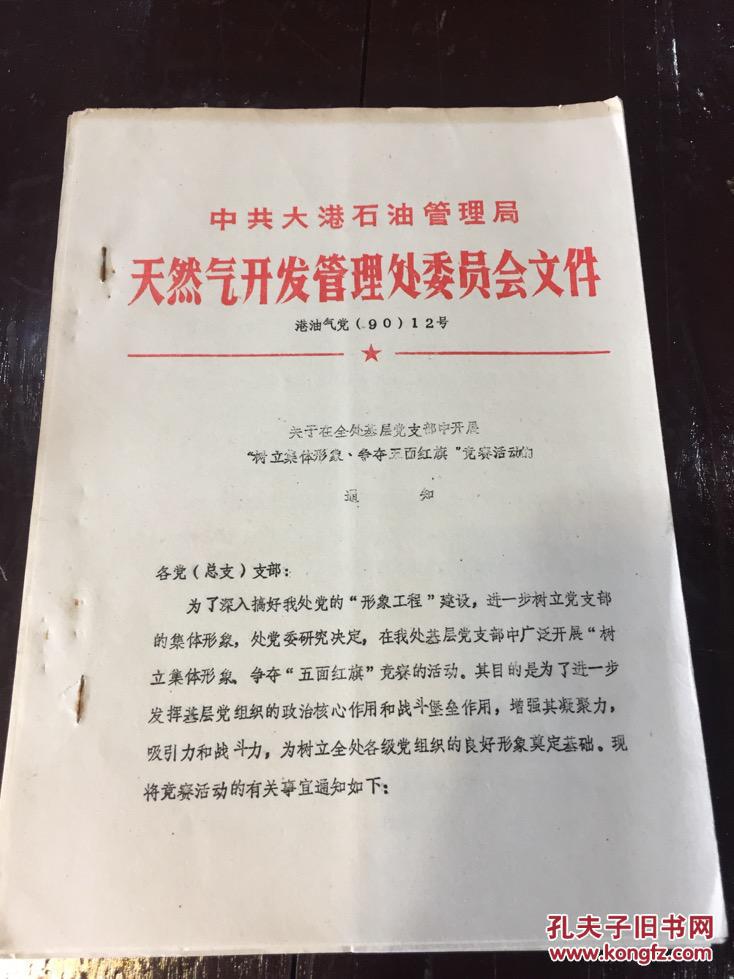 中共大港石油管理局
天然气开发管理处委员会文件
港油气党(90)12号
关于在全处基层党支部中开展
“树立集体形象、争夺五面红旗”竞赛活动的
通 知
各党(总支)支部:
为了深入搞好我处党的“形象工程”建设,进一步树立党支部
的集体形象,处党委研究决定,在我处基层党支部中广泛开展“树
立集体形象、争夺“五面红旗”竞赛的活动。其目的是为了进一步
发挥基层党组织的政治核心作用和战斗堡垒作用,增强其凝聚力,
吸引力和战斗力,为树立全处各级党组织的良好形象奠定基础。现
将竞赛活动的有关事宜通知如下:
孔夫子旧书网
www.kongfz.com